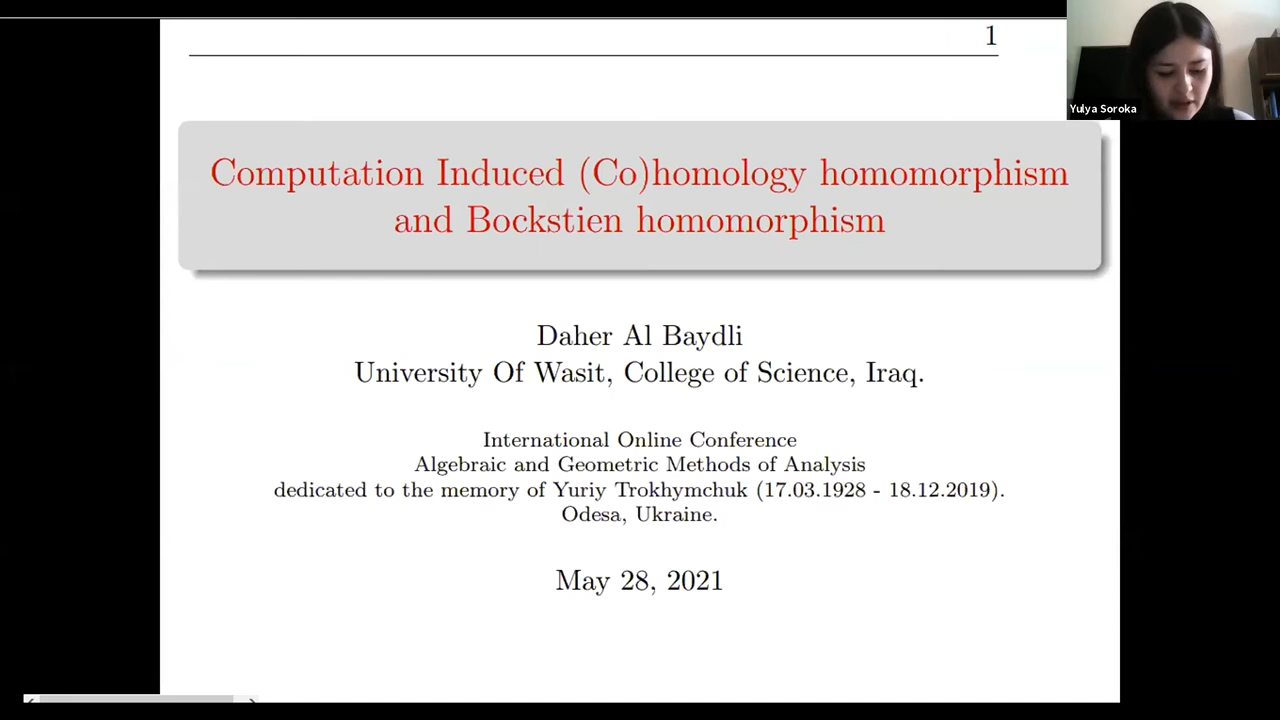 1
Yulya Soroka
Computation Induced (Co)homology homomorphism
and Bockstien homomorphism
Daher Al Baydli
University Of Wasit, College of Science, Iraq.
International Online Conference
Algebraic and Geometric Methods of Analysis
dedicated to the memory of Yuriy Trokhymchuk (17.03.1928 - 18.12.2019).
Odesa, Ukraine.
May 28, 2021